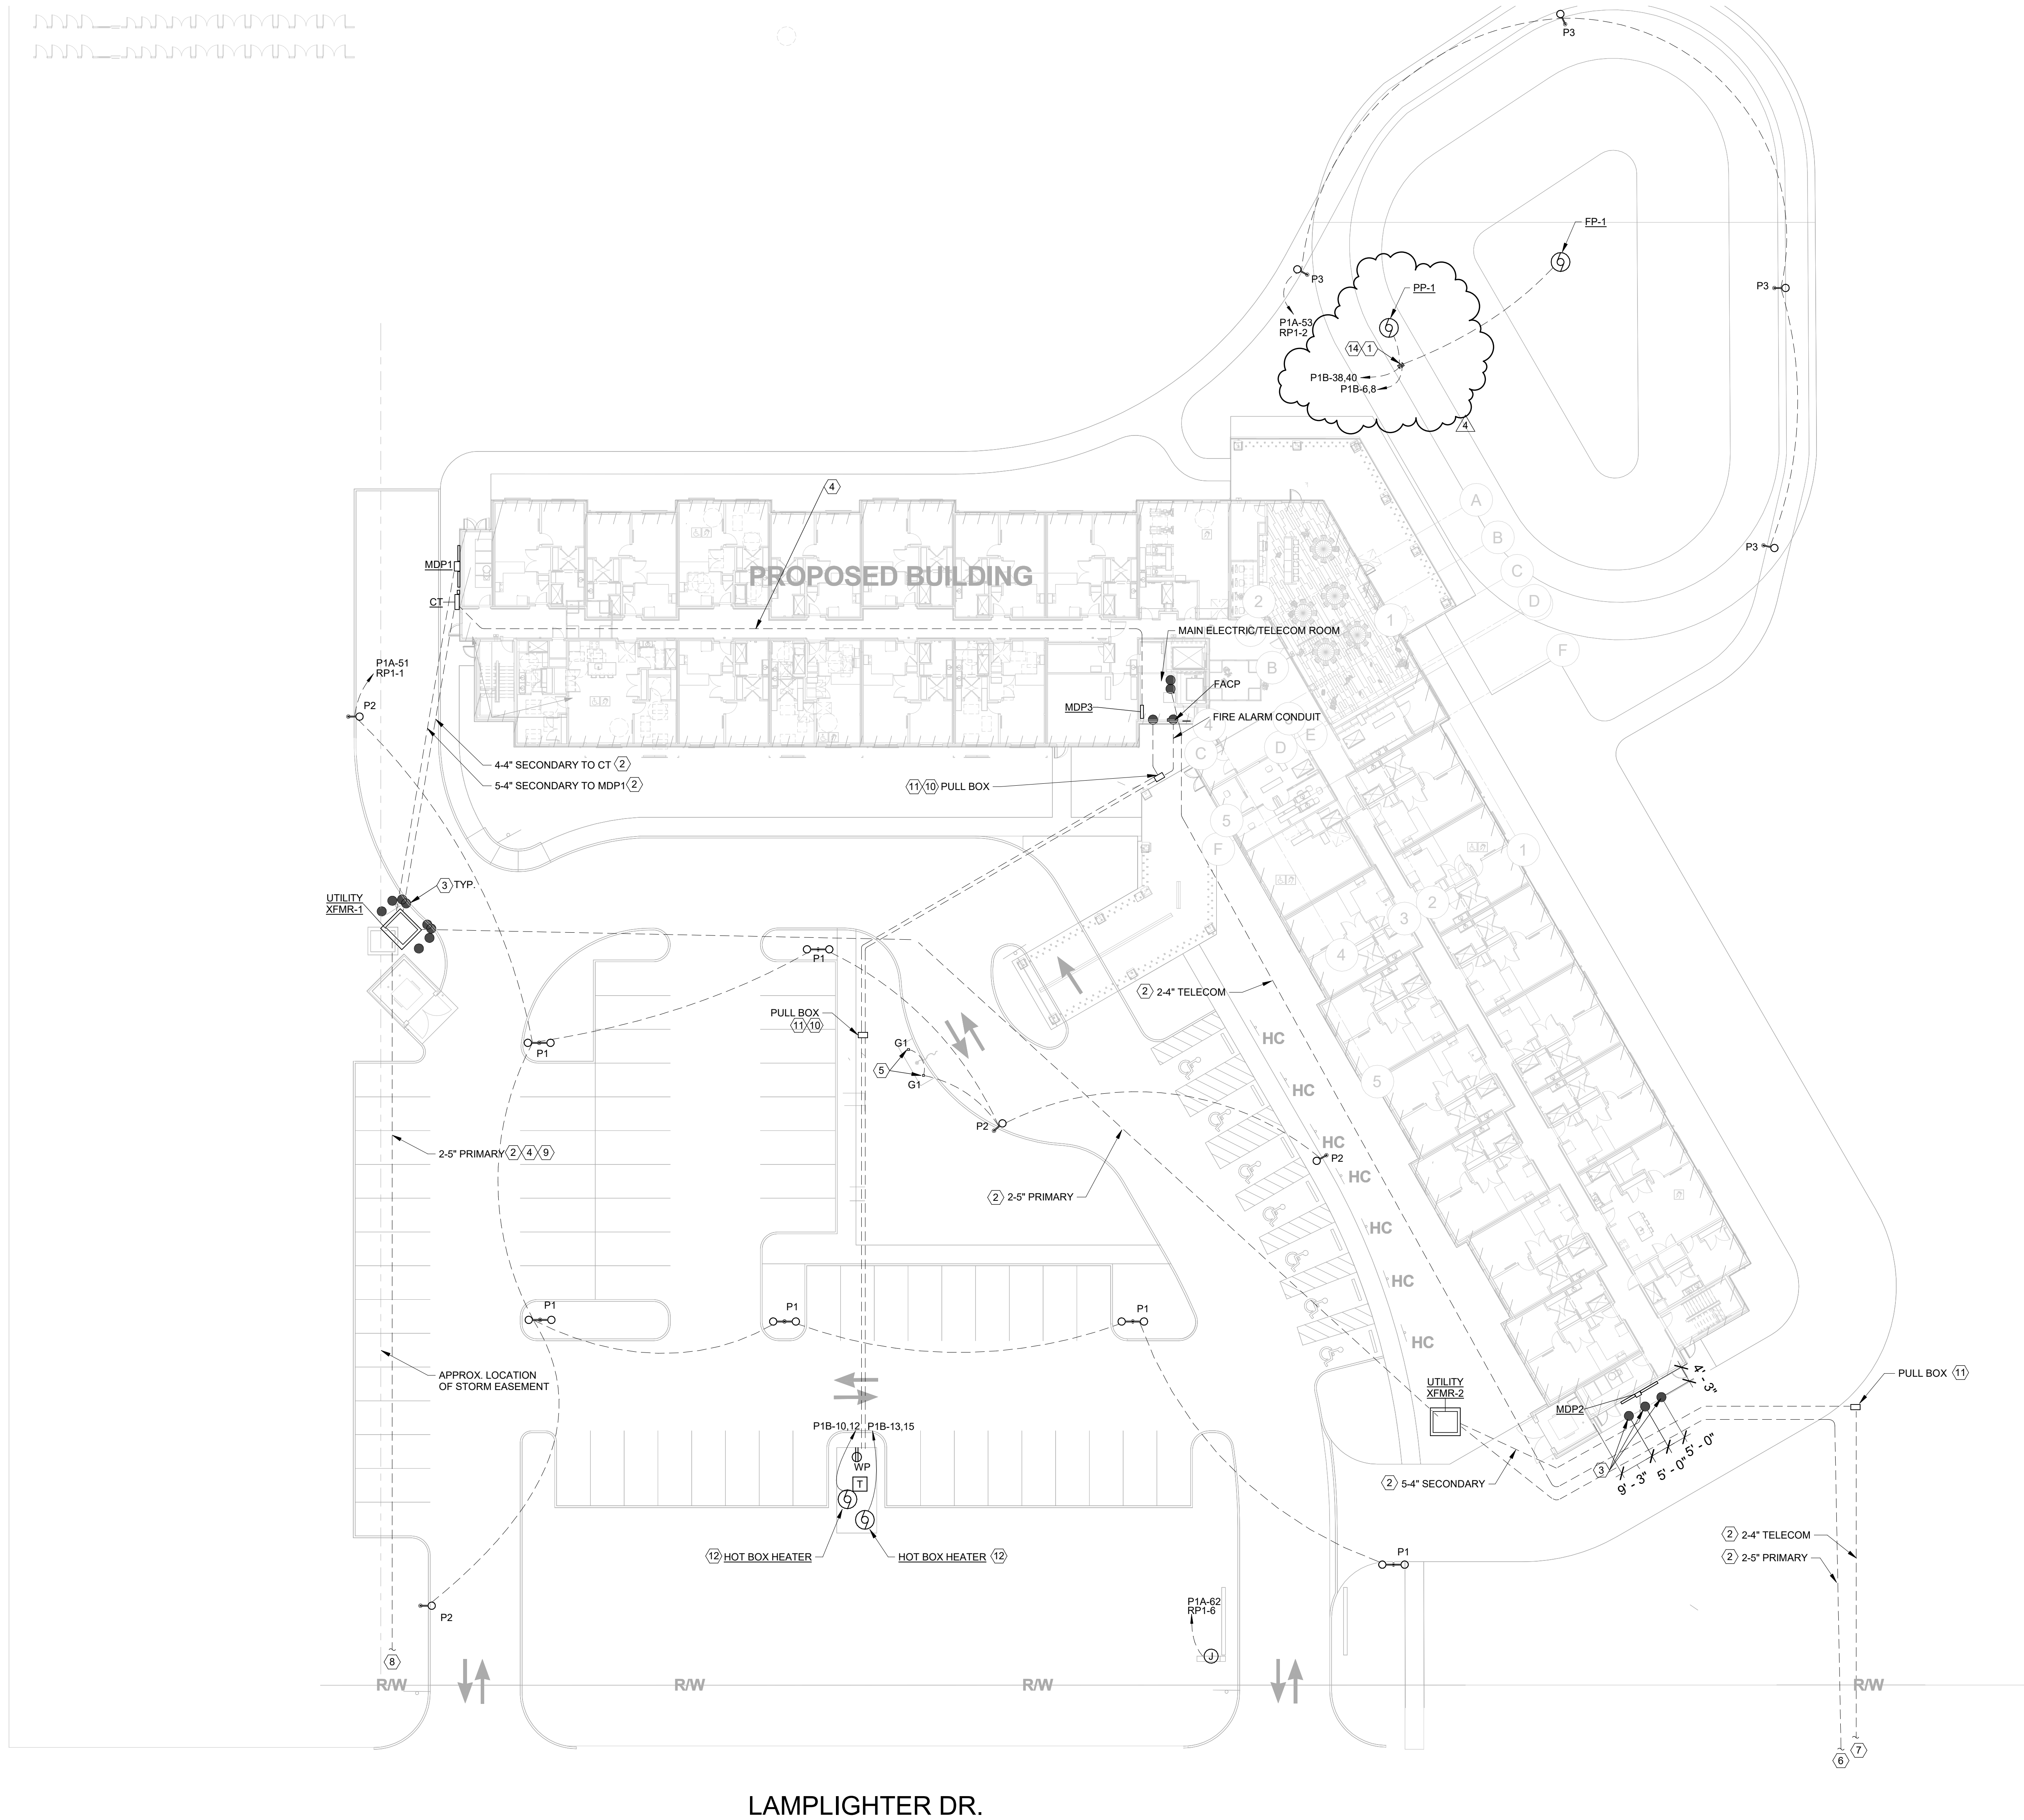 P3
FP-1
P3
P1A-53
RP1-2
PP-1
P3
14
1
P1B-38,40
P1B-6,8
4
4
A
B
C
D
F
P3
MDP1
PROPOSED BUILDING
CT
2
1
MAIN ELECTRIC/TELECOM ROOM
B
P1A-51
RP1-1
P2
FACP
MDP3
FIRE ALARM CONDUIT
4
C
D
E
4-4" SECONDARY TO CT 2
5-4" SECONDARY TO MDP1 2
11 10 PULL BOX
5
F
1
3 TYP.
UTILITY
XFMR-1
2
3
4
P1
2 2-4" TELECOM
PULL BOX
11 10
P1
G1
5
G1
HC
HC
5
P2
HC
P2
HC
2-5" PRIMARY 2 4 9
2 2-5" PRIMARY
HC
HC
P1
P1
P1
HC
APPROX. LOCATION
OF STORM EASEMENT
UTILITY
XFMR-2
4' - 3"
PULL BOX 11
MDP2
P1B-10,12
P1B-13,15
WP
T
3
9' - 3"
5' - 0"
5' - 0"
2 5-4" SECONDARY
12 HOT BOX HEATER
HOT BOX HEATER 12
P1
2 2-4" TELECOM
2 2-5" PRIMARY
P2
P1A-62
RP1-6
J
8
R/W
R/W
R/W
R/W
6
7
LAMPLIGHTER DR.